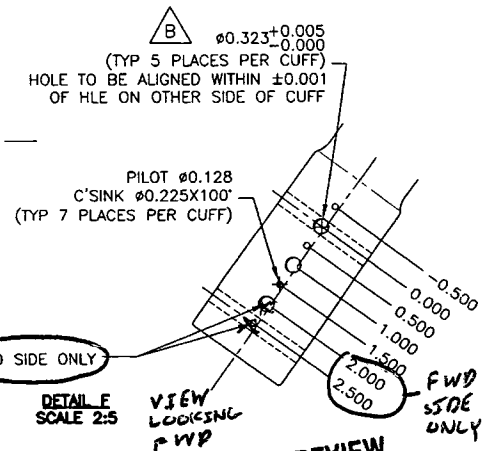 B
⌀0.323 +0.005
-0.000
(TYP 5 PLACES PER CUFF)
HOLE TO BE ALIGNED WITHIN ±0.001
OF HLE ON OTHER SIDE OF CUFF
PILOT ⌀0.128
C'SINK ⌀0.225X100°
(TYP 7 PLACES PER CUFF)
-0.500
0.000
0.500
1.000
1.500
2.000
2.500
SIDE ONLY
FWD
SIDE
ONLY
DETAIL F
SCALE 2:5
VIEW
LOOKING
FWD